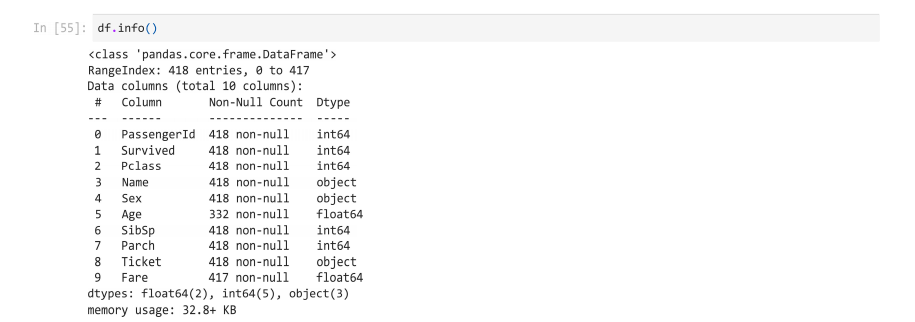 In [55]: df.info()
<class 'pandas.core.frame.DataFrame'>
RangeIndex: 418 entries, 0 to 417
Data columns (total 10 columns):
 #   Column       Non-Null Count  Dtype
---  ------       --------------  -----
 0   PassengerId  418 non-null    int64
 1   Survived     418 non-null    int64
 2   Pclass       418 non-null    int64
 3   Name         418 non-null    object
 4   Sex          418 non-null    object
 5   Age          332 non-null    float64
 6   SibSp        418 non-null    int64
 7   Parch        418 non-null    int64
 8   Ticket       418 non-null    object
 9   Fare         417 non-null    float64
dtypes: float64(2), int64(5), object(3)
memory usage: 32.8+ KB